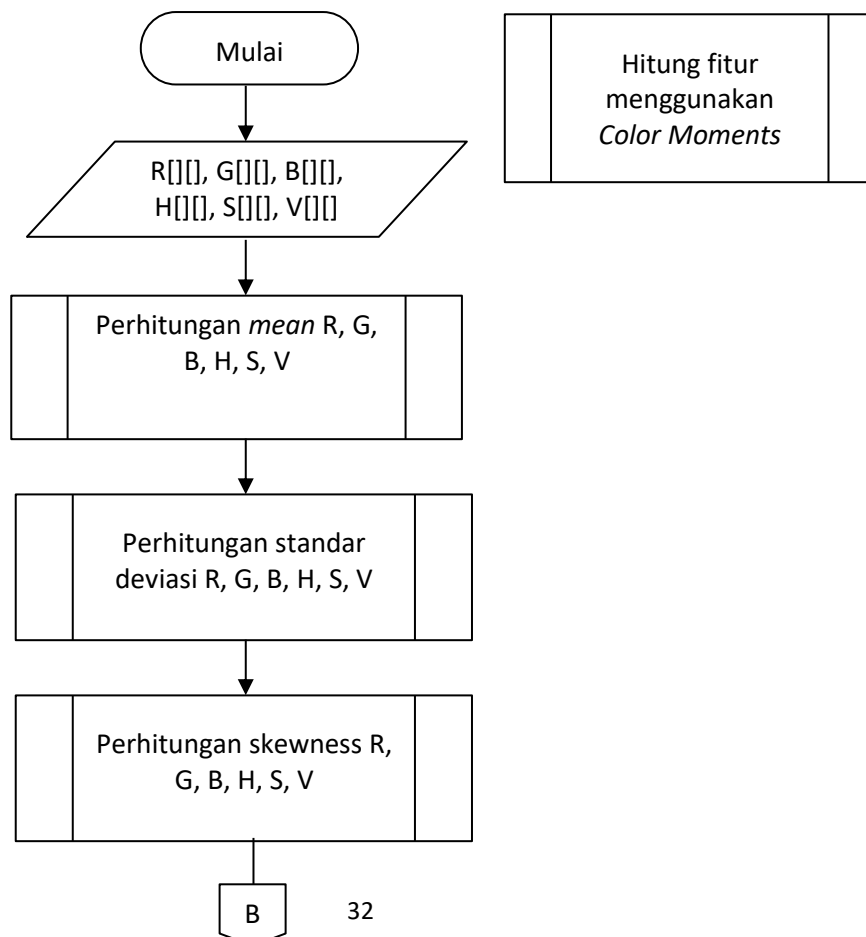 Mulai
Hitung fitur
menggunakan
Color Moments
R[][], G[][], B[][],
H[][], S[][], V[][]
Perhitungan mean R, G,
B, H, S, V
Perhitungan standar
deviasi R, G, B, H, S, V
Perhitungan skewness R,
G, B, H, S, V
B
32